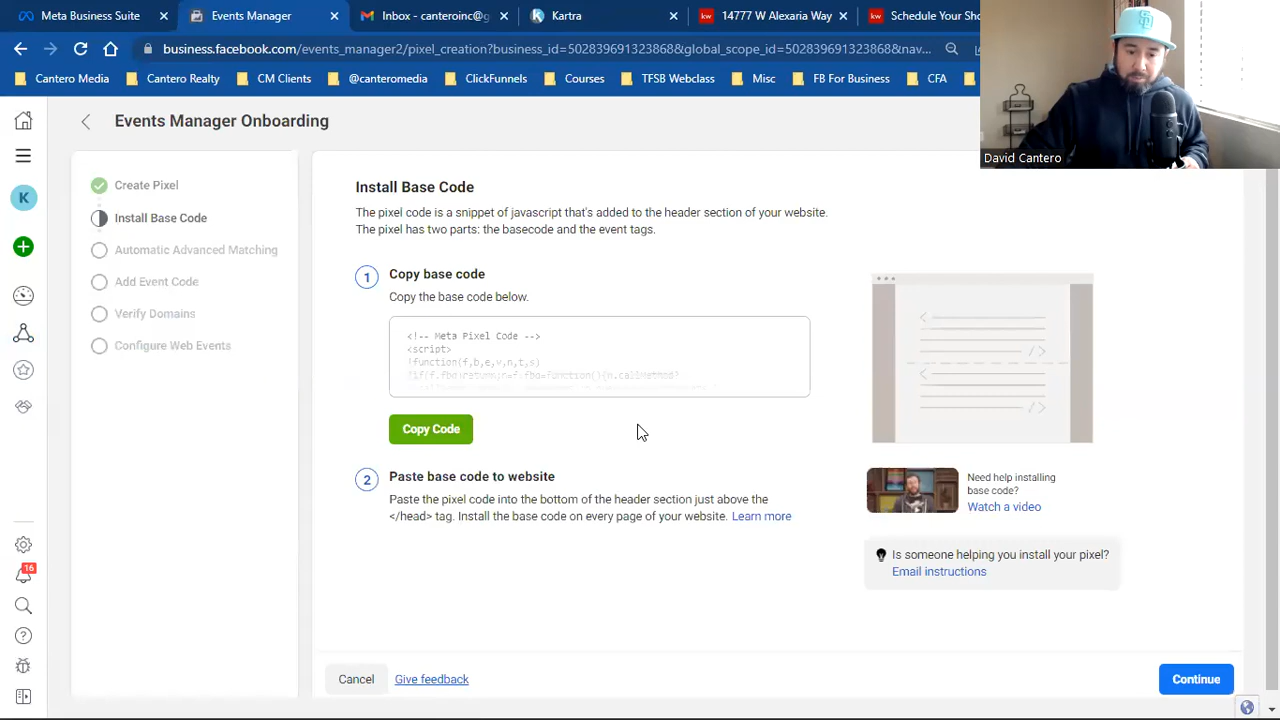 Meta Business Suite
Events Manager
Inbox - canteroinc@g
Kartra
14777 W Alexaria Way
Schedule Your Sho
business.facebook.com/events_manager2/pixel_creation?business_id=502839691323868&global_scope_id=502839691323868&nav...
Cantero Media
Cantero Realty
CM Clients
@canteromedia
ClickFunnels
Courses
TFSB Webclass
Misc
FB For Business
CFA
David Cantero
Events Manager Onboarding
K
Create Pixel
Install Base Code
Automatic Advanced Matching
Add Event Code
Verify Domains
Configure Web Events
16
Install Base Code
The pixel code is a snippet of javascript that's added to the header section of your website.
The pixel has two parts: the basecode and the event tags.
1
Copy base code
Copy the base code below.
<!-- Meta Pixel Code -->
<script>
!function(f,b,e,v,n,t,s)
{if(f.fbq)return;n=f.fbq=function(){n.callMethod?
Copy Code
2
Paste base code to website
Paste the pixel code into the bottom of the header section just above the
</head> tag. Install the base code on every page of your website. Learn more
Need help installing
base code?
Watch a video
Is someone helping you install your pixel?
Email instructions
Cancel
Give feedback
Continue